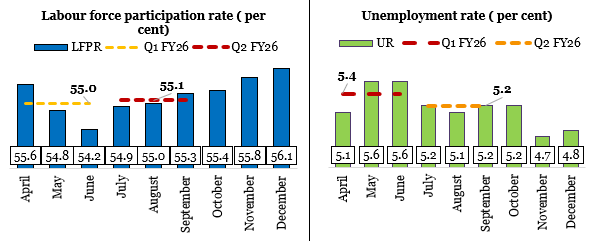 Labour force participation rate ( per
cent)
LFPR Q1 FY26 Q2 FY26
55.0
55.1
55.6 54.8 54.2 54.9 55.0 55.3 55.4 55.8 56.1
April May June July August September October November December
Unemployment rate ( per cent)
UR Q1 FY26 Q2 FY26
5.4
5.2
5.1 5.6 5.6 5.2 5.1 5.2 5.2 4.7 4.8
April May June July August September October November December